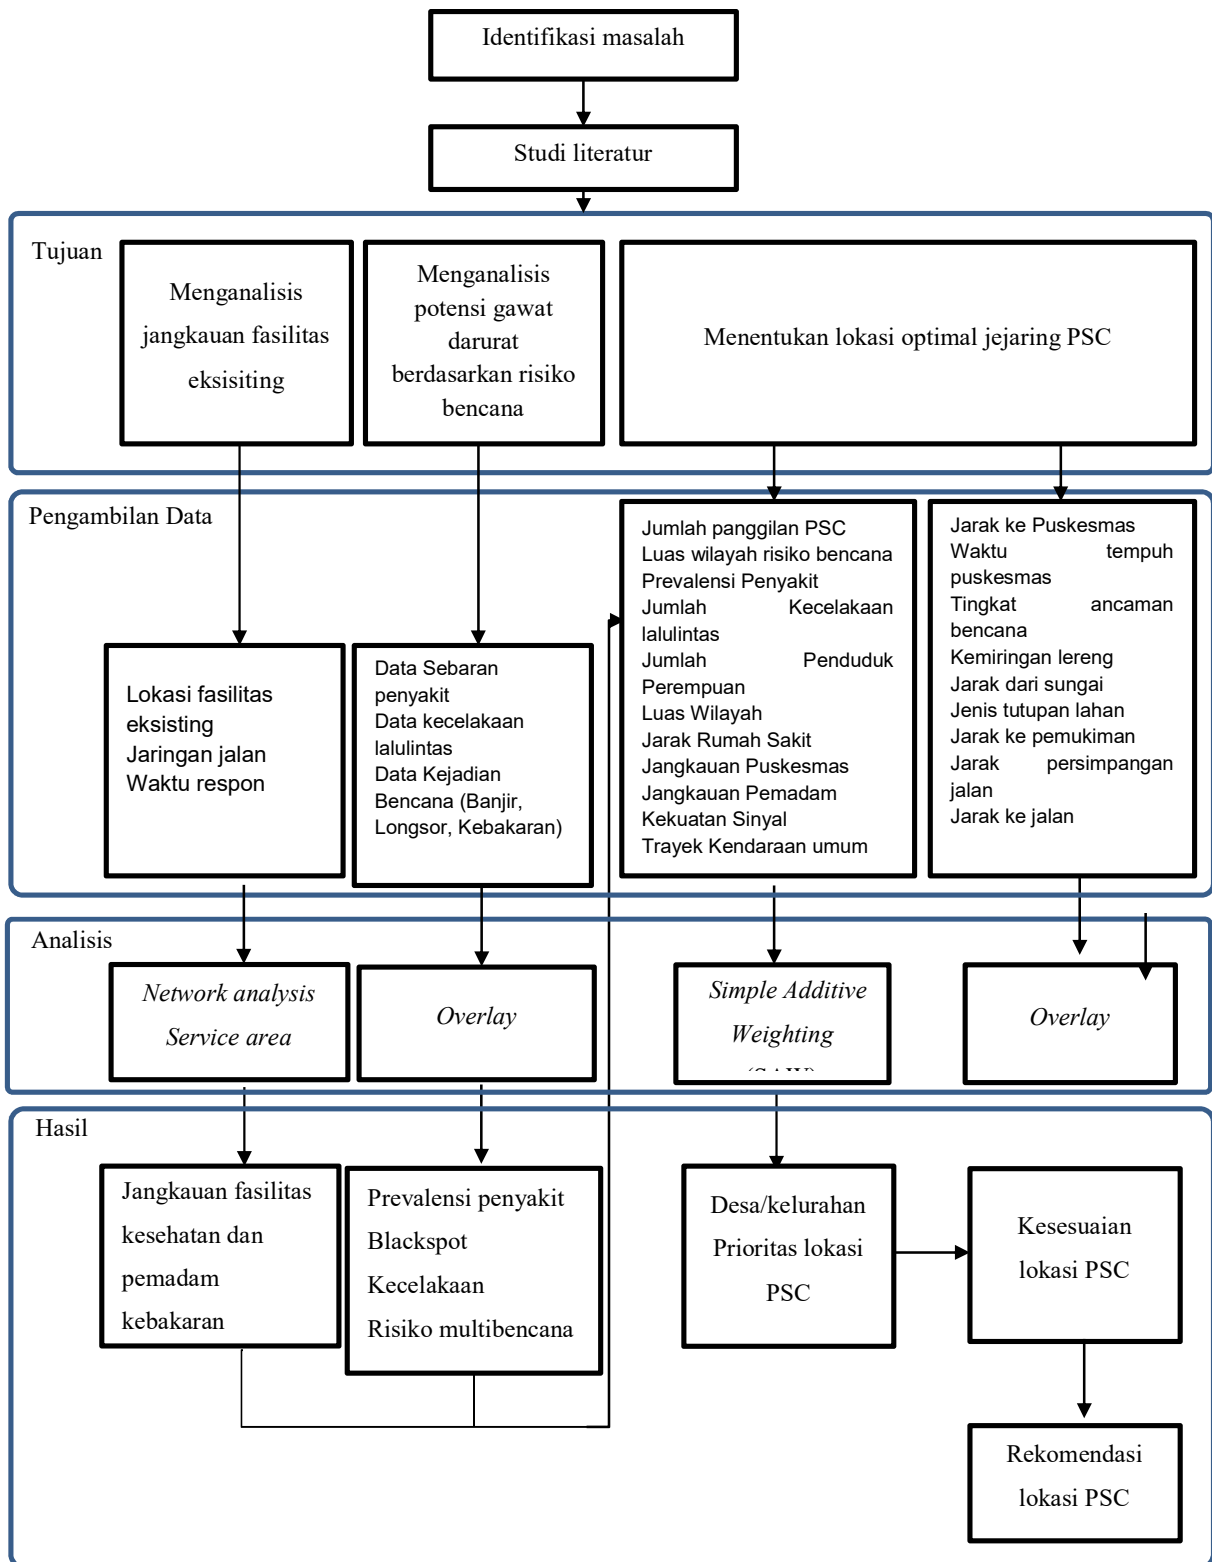 Identifikasi masalah
Studi literatur
Tujuan
Menganalisis
jangkauan fasilitas
eksisiting
Menganalisis
potensi gawat
darurat
berdasarkan risiko
bencana
Menentukan lokasi optimal jejaring PSC
Pengambilan Data
Lokasi fasilitas
eksisting
Jaringan jalan
Waktu respon
Data Sebaran
penyakit
Data kecelakaan
lalulintas
Data Kejadian
Bencana (Banjir,
Longsor, Kebakaran)
Jumlah panggilan PSC
Luas wilayah risiko bencana
Prevalensi Penyakit
Jumlah Kecelakaan
lalulintas
Jumlah Penduduk
Perempuan
Luas Wilayah
Jarak Rumah Sakit
Jangkauan Puskesmas
Jangkauan Pemadam
Kekuatan Sinyal
Trayek Kendaraan umum
Jarak ke Puskesmas
Waktu tempuh
puskesmas
Tingkat ancaman
bencana
Kemiringan lereng
Jarak dari sungai
Jenis tutupan lahan
Jarak ke pemukiman
Jarak persimpangan
jalan
Jarak ke jalan
Analisis
Network analysis
Service area
Overlay
Simple Additive
Weighting
Overlay
Hasil
Jangkauan fasilitas
kesehatan dan
pemadam
kebakaran
Prevalensi penyakit
Blackspot
Kecelakaan
Risiko multibencana
Desa/kelurahan
Prioritas lokasi
PSC
Kesesuaian
lokasi PSC
Rekomendasi
lokasi PSC